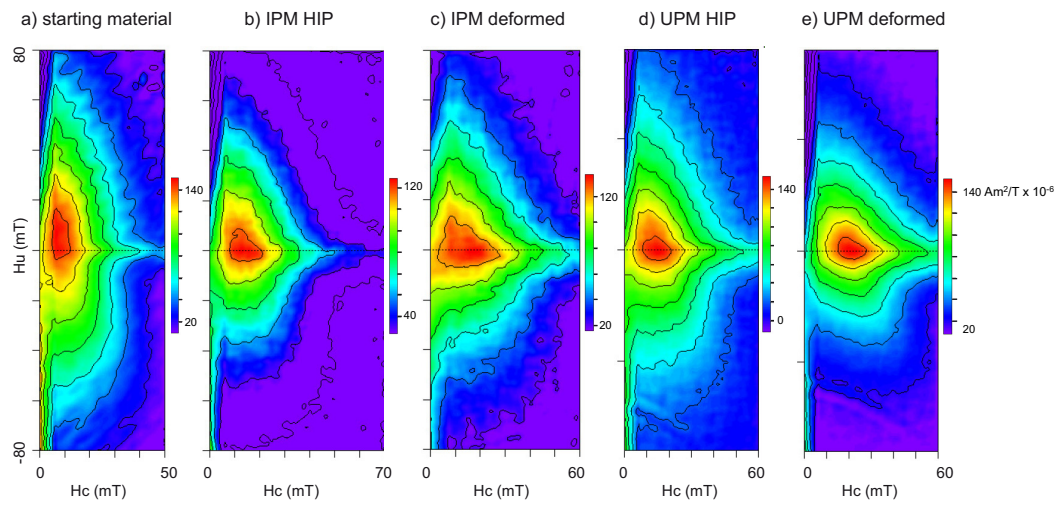 a) starting material
b) IPM HIP
c) IPM deformed
d) UPM HIP
e) UPM deformed
80
Hu (mT)
-80
140
20
120
40
120
20
140
0
140 Am²/T x 10⁻⁶
20
0
50
0
70
0
60
0
60
0
60
Hc (mT)
Hc (mT)
Hc (mT)
Hc (mT)
Hc (mT)